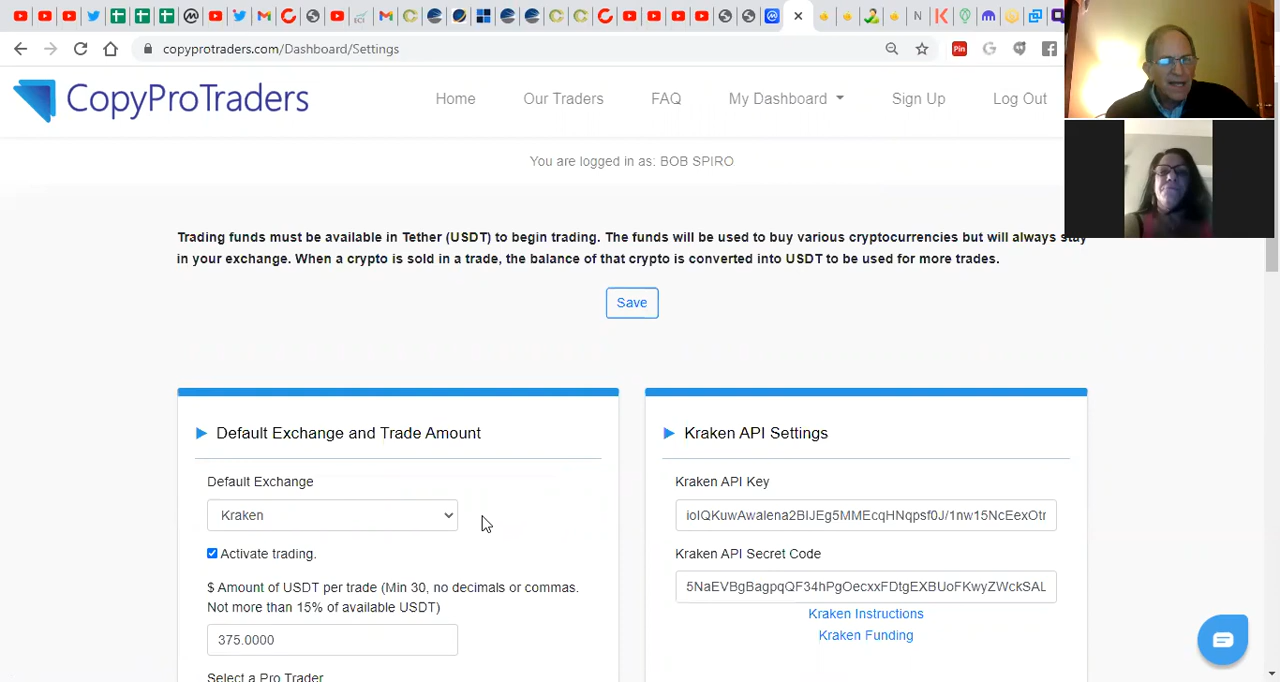 copyprotraders.com/Dashboard/Settings
Pin
CopyProTraders
Home
Our Traders
FAQ
My Dashboard
Sign Up
Log Out
You are logged in as: BOB SPIRO
Trading funds must be available in Tether (USDT) to begin trading. The funds will be used to buy various cryptocurrencies but will always stay
in your exchange. When a crypto is sold in a trade, the balance of that crypto is converted into USDT to be used for more trades.
Save
Default Exchange and Trade Amount
Default Exchange
Kraken
Activate trading.
$ Amount of USDT per trade (Min 30, no decimals or commas.
Not more than 15% of available USDT)
375.0000
Select a Pro Trader
Kraken API Settings
Kraken API Key
Kraken API Secret Code
Kraken Instructions
Kraken Funding